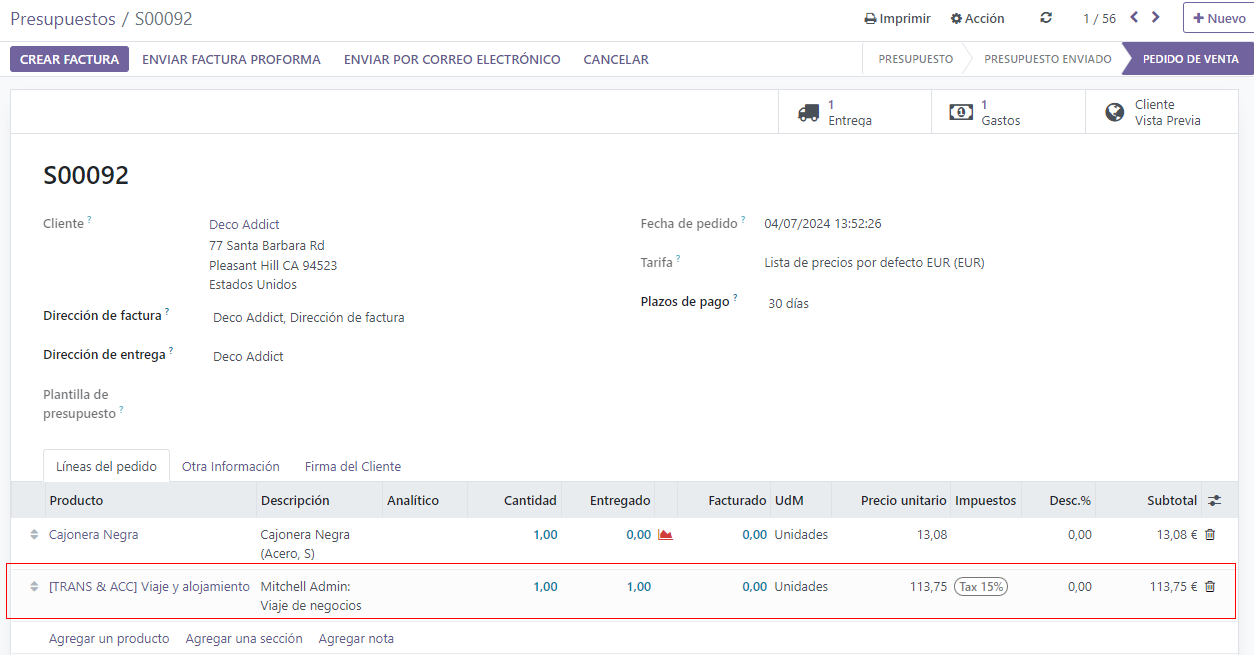 Presupuestos / S00092
Imprimir Acción 1 / 56 Nuevo
CREAR FACTURA ENVIAR FACTURA PROFORMA ENVIAR POR CORREO ELECTRÓNICO CANCELAR PRESUPUESTO PRESUPUESTO ENVIADO PEDIDO DE VENTA
1 Entrega
1 Gastos
Cliente Vista Previa
S00092
Cliente ? Deco Addict
77 Santa Barbara Rd
Pleasant Hill CA 94523
Estados Unidos
Dirección de factura ? Deco Addict, Dirección de factura
Dirección de entrega ? Deco Addict
Plantilla de
presupuesto ?
Fecha de pedido ? 04/07/2024 13:52:26
Tarifa ? Lista de precios por defecto EUR (EUR)
Plazos de pago ? 30 días
Líneas del pedido Otra Información Firma del Cliente
Producto Descripción Analítico Cantidad Entregado Facturado UdM Precio unitario Impuestos Desc.% Subtotal
Cajonera Negra Cajonera Negra 1,00 0,00 0,00 Unidades 13,08 0,00 13,08 €
(Acero, S)
[TRANS & ACC] Viaje y alojamiento Mitchell Admin: 1,00 1,00 0,00 Unidades 113,75 Tax 15% 0,00 113,75 €
Viaje de negocios
Agregar un producto Agregar una sección Agregar nota